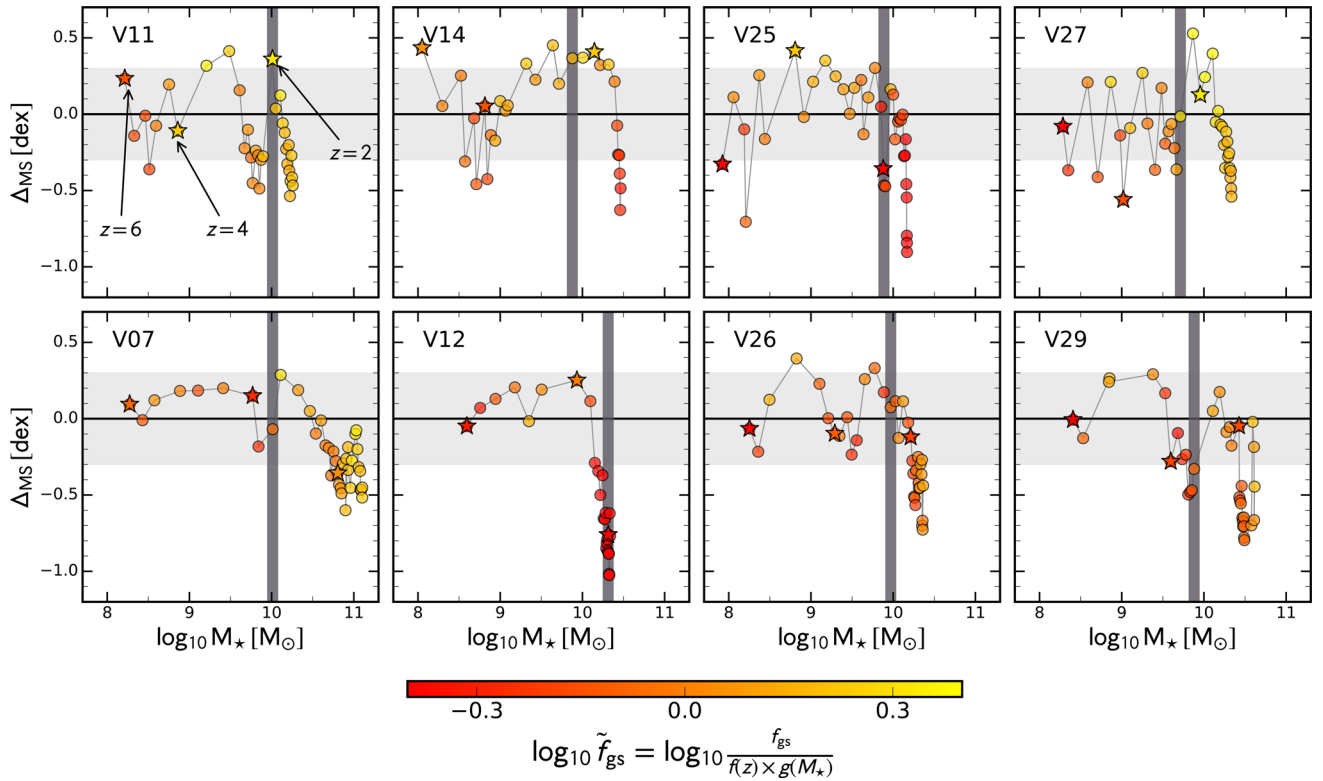 V11 V14 V25 V27
0.5
0.0
−0.5
−1.0
Δ_MS [dex]
z=6 z=4 z=2
V07 V12 V26 V29
0.5
0.0
−0.5
−1.0
Δ_MS [dex]
8 9 10 11 8 9 10 11 8 9 10 11 8 9 10 11
log₁₀ M⋆ [M⊙] log₁₀ M⋆ [M⊙] log₁₀ M⋆ [M⊙] log₁₀ M⋆ [M⊙]
−0.3 0.0 0.3
log₁₀ f̃_gs = log₁₀ f_gs / f(z) × g(M⋆)